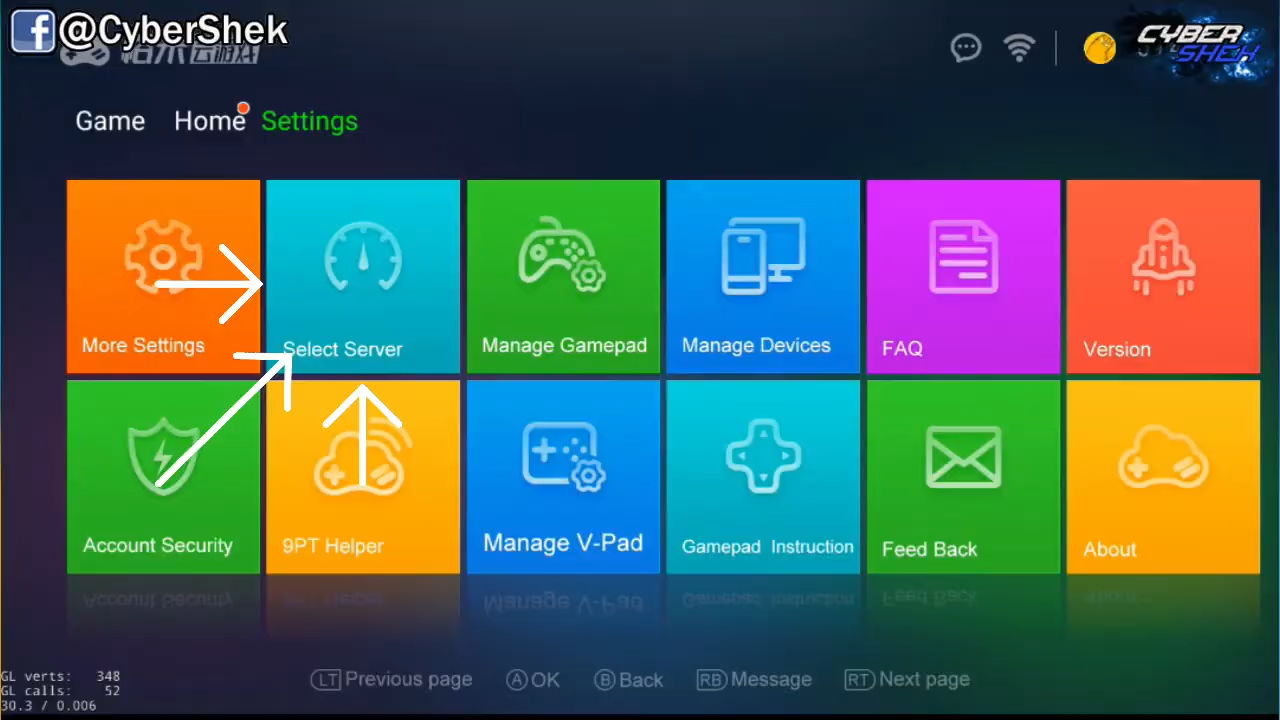 @CyberShek
CYBER
SHEK
Game Home Settings
More Settings
Select Server
Manage Gamepad
Manage Devices
FAQ
Version
Account Security
9PT Helper
Manage V-Pad
Gamepad Instruction
Feed Back
About
GL verts: 348
GL calls: 52
30.3 / 0.006
LT Previous page A OK B Back RB Message RT Next page